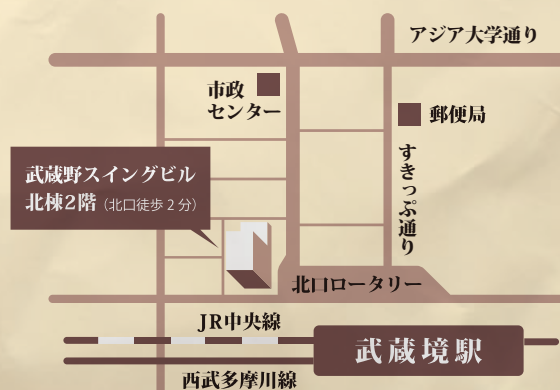 アジア大学通り
市政
センター
郵便局
すきっぷ通り
武蔵野スイングビル
北棟2階（北口徒歩2分）
北口ロータリー
JR中央線
武蔵境駅
西武多摩川線